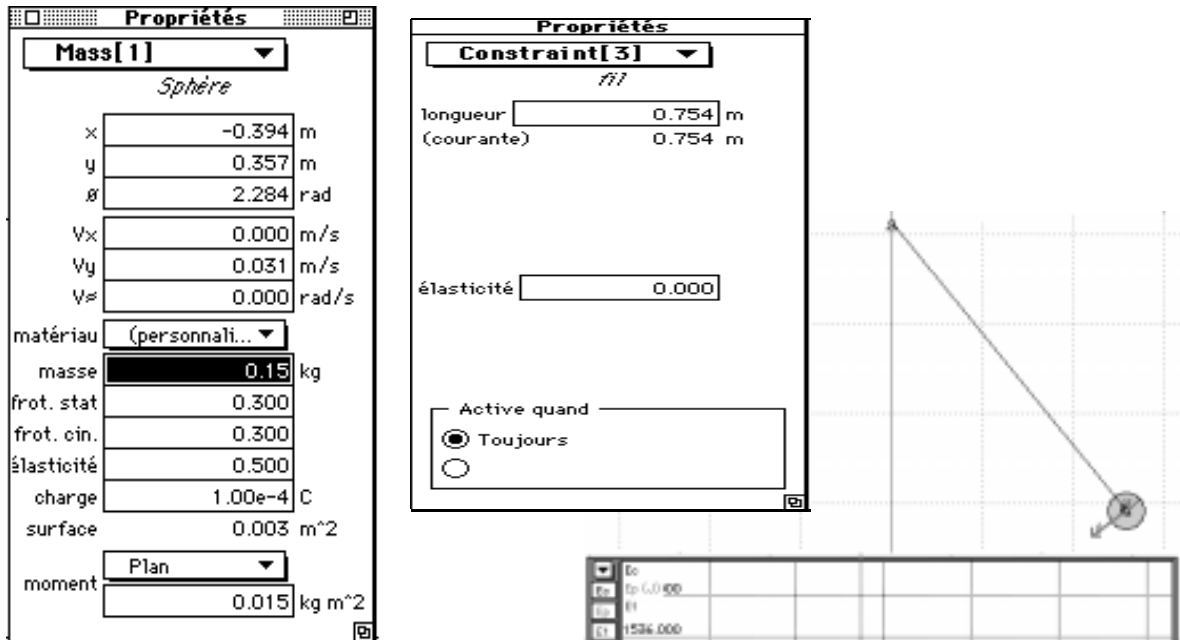 Propriétés
Mass[1]
Sphère
x -0.394 m
y 0.357 m
ø 2.284 rad
Vx 0.000 m/s
Vy 0.031 m/s
Vø 0.000 rad/s
matériau (personnali...
masse 0.15 kg
frot. stat 0.300
frot. cin. 0.300
élasticité 0.500
charge 1.00e-4 C
surface 0.003 m^2
moment Plan
0.015 kg m^2
Propriétés
Constraint[3]
fil
longueur 0.754 m
(courante) 0.754 m
élasticité 0.000
Active quand
Toujours
Et 1536.000